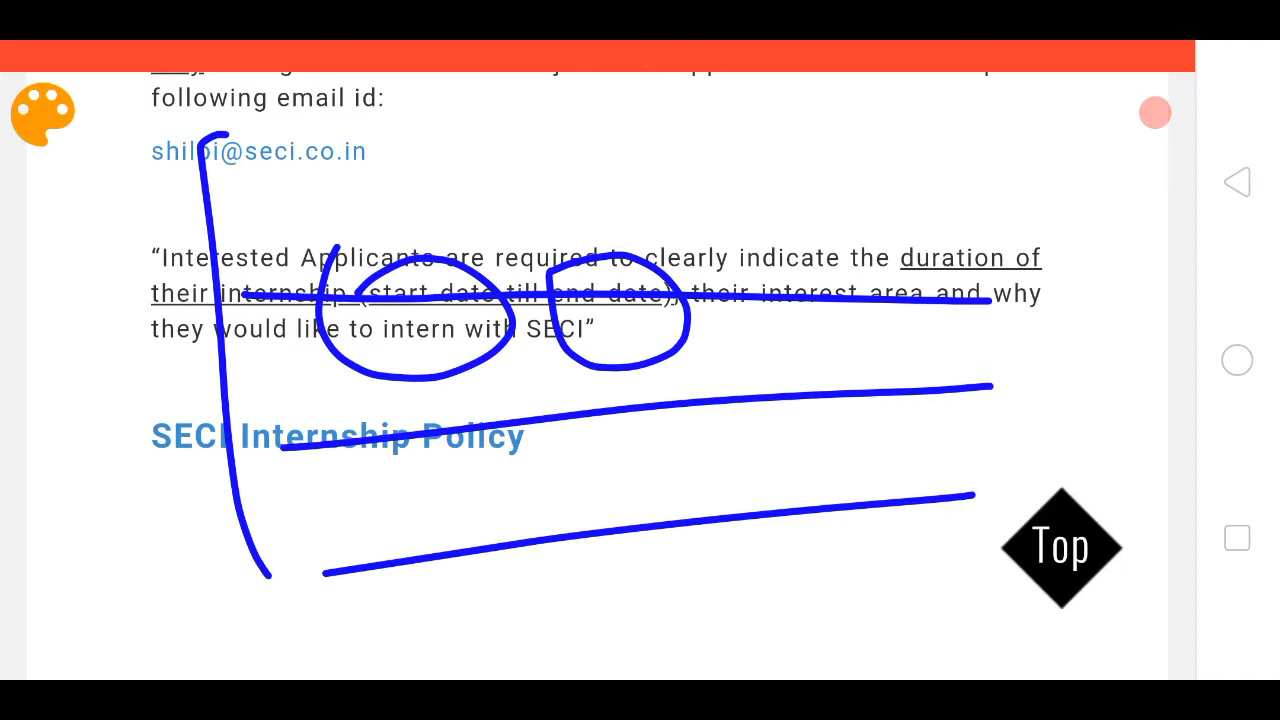 following email id:
shilpi@seci.co.in
“Interested Applicants are required to clearly indicate the duration of
their internship (start date till end date), their interest area and why
they would like to intern with SECI”
SECI Internship Policy
Top